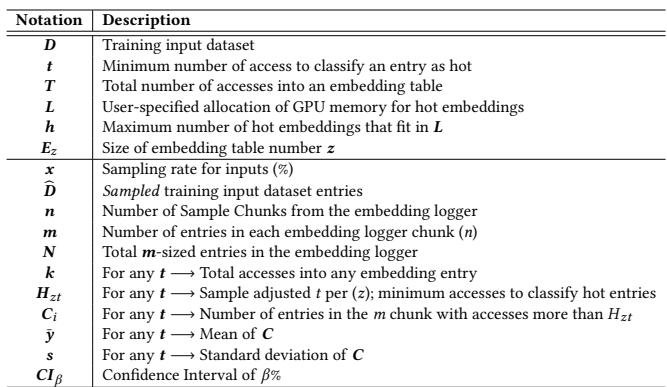 Notation Description
D Training input dataset
t Minimum number of access to classify an entry as hot
T Total number of accesses into an embedding table
L User-specified allocation of GPU memory for hot embeddings
h Maximum number of hot embeddings that fit in L
E_z Size of embedding table number z
x Sampling rate for inputs (%)
D̂ Sampled training input dataset entries
n Number of Sample Chunks from the embedding logger
m Number of entries in each embedding logger chunk (n)
N Total m-sized entries in the embedding logger
k For any t ⟶ Total accesses into any embedding entry
H_zt For any t ⟶ Sample adjusted t per (z); minimum accesses to classify hot entries
C_i For any t ⟶ Number of entries in the m chunk with accesses more than H_zt
ȳ For any t ⟶ Mean of C
s For any t ⟶ Standard deviation of C
CI_β Confidence Interval of β%